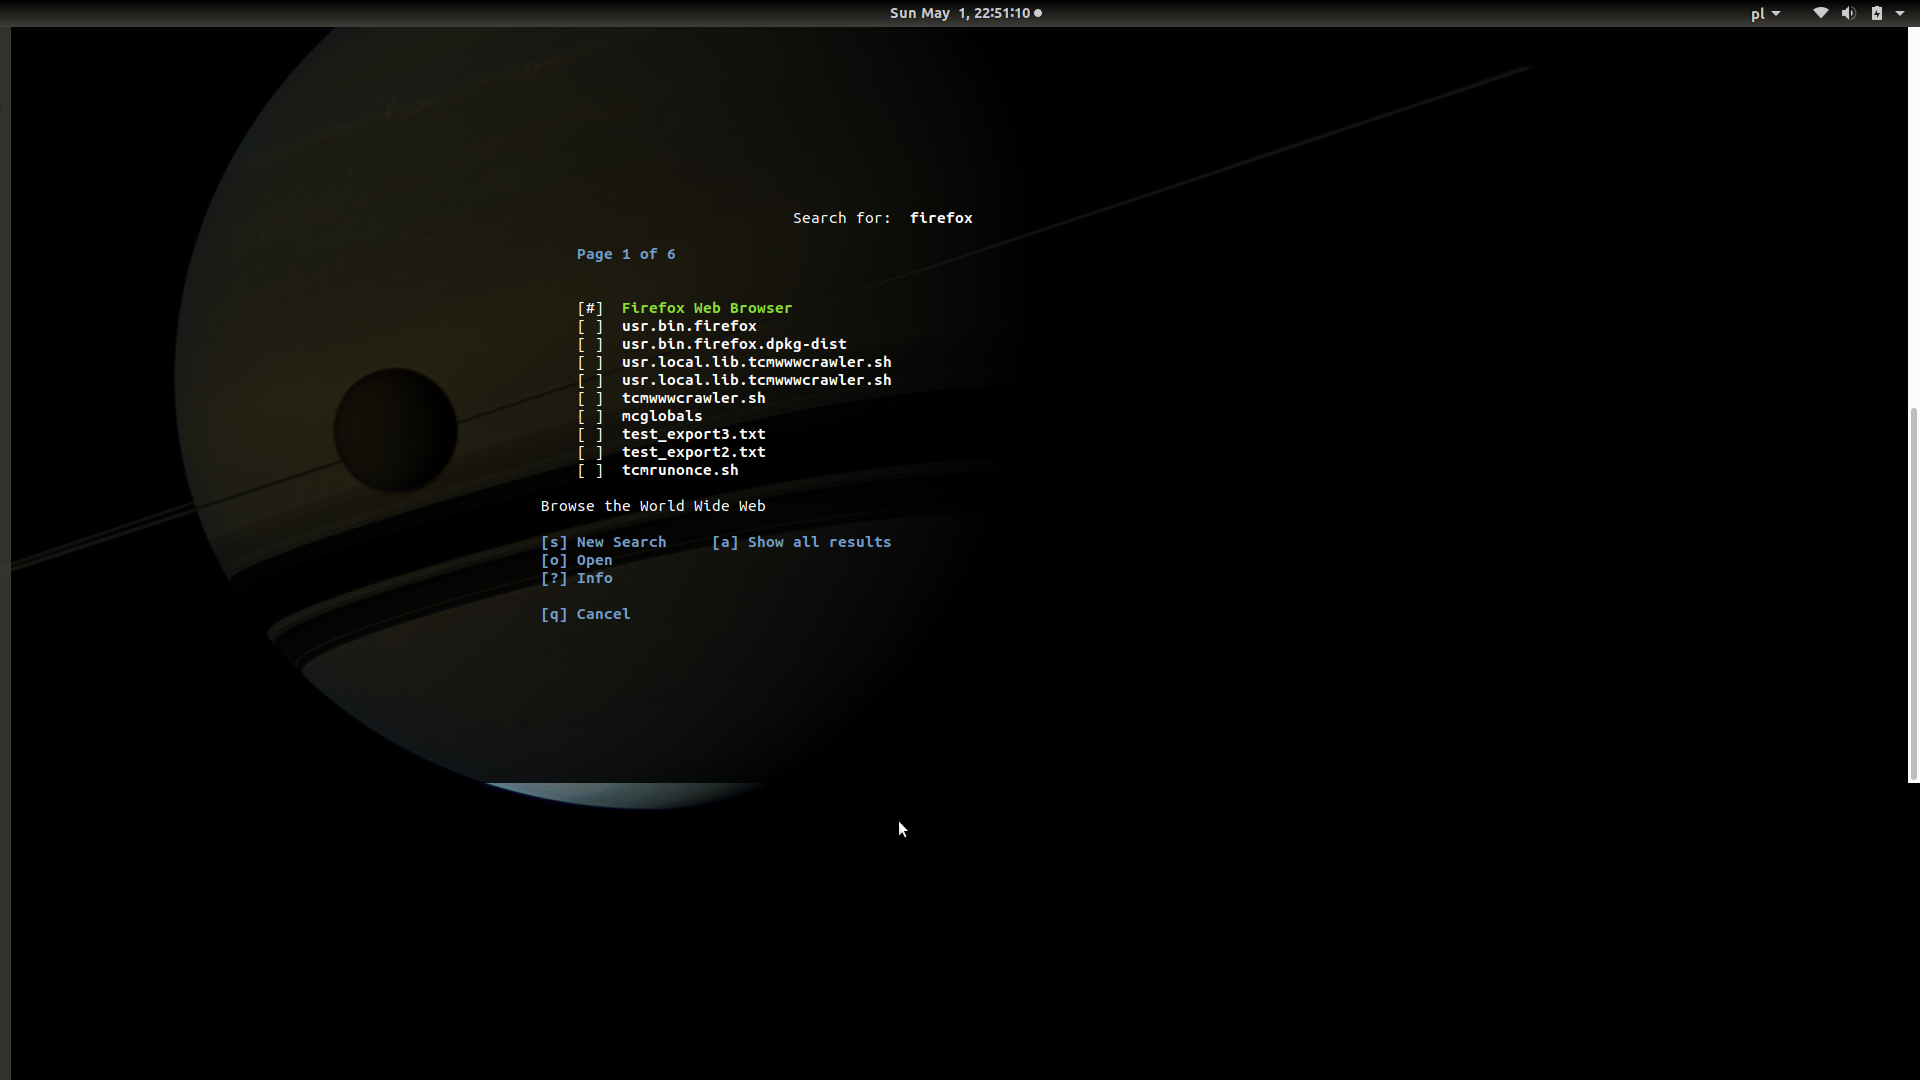 Sun May 1, 22:51:10
pl
Search for: firefox
Page 1 of 6
[#] Firefox Web Browser
[ ] usr.bin.firefox
[ ] usr.bin.firefox.dpkg-dist
[ ] usr.local.lib.tcmwwwcrawler.sh
[ ] usr.local.lib.tcmwwwcrawler.sh
[ ] tcmwwwcrawler.sh
[ ] mcglobals
[ ] test_export3.txt
[ ] test_export2.txt
[ ] tcmrunonce.sh
Browse the World Wide Web
[s] New Search [a] Show all results
[o] Open
[?] Info
[q] Cancel